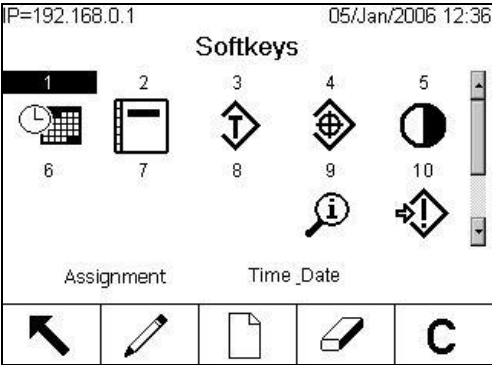 IP=192.168.0.1 05/Jan/2006 12:36
Softkeys
1 2 3 4 5
T
6 7 8 9 10
i !
Assignment Time_Date
C